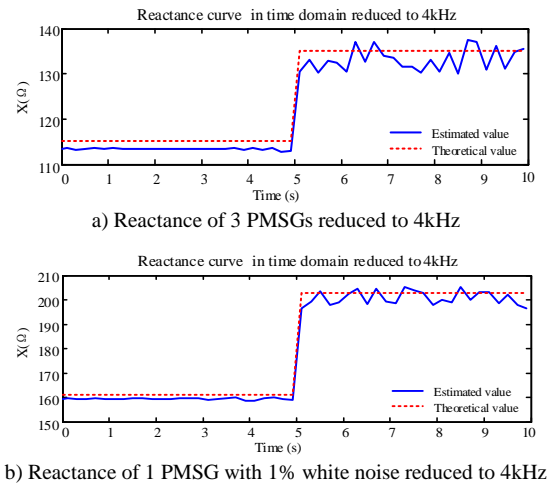 Reactance curve in time domain reduced to 4kHz
140
130
120
110
X(Ω)
Estimated value
Theoretical value
0 1 2 3 4 5 6 7 8 9 10
Time (s)
a) Reactance of 3 PMSGs reduced to 4kHz
Reactance curve in time domain reduced to 4kHz
210
200
190
180
170
160
150
X(Ω)
Estimated value
Theoretical value
0 1 2 3 4 5 6 7 8 9 10
Time (s)
b) Reactance of 1 PMSG with 1% white noise reduced to 4kHz